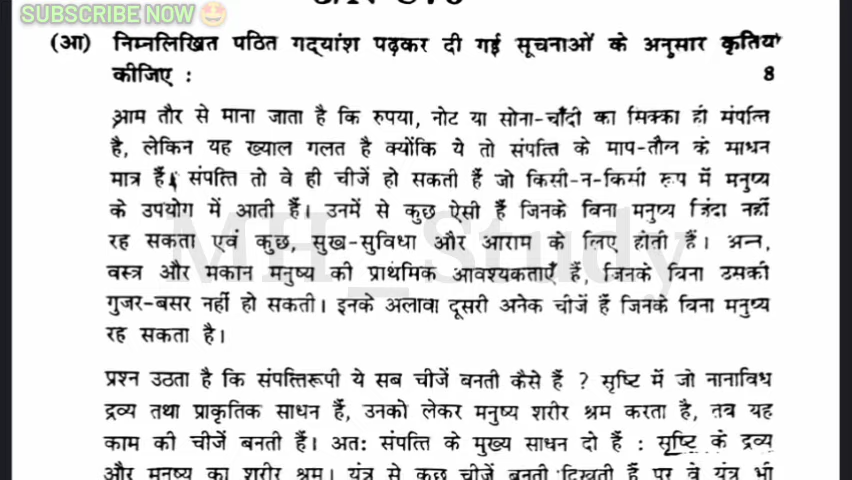 SUBSCRIBE NOW 🤩
(आ) निम्नलिखित पठित गद्यांश पढ़कर दी गई सूचनाओं के अनुसार कृतियाँ
कीजिए : 8
आम तौर से माना जाता है कि रुपया, नोट या सोना-चाँदी का सिक्का ही संपत्ति
है, लेकिन यह ख्याल गलत है क्योंकि ये तो संपत्ति के माप-तौल के साधन
मात्र हैं। संपत्ति तो वे ही चीजें हो सकती हैं जो किसी-न-किसी रूप में मनुष्य
के उपयोग में आती हैं। उनमें से कुछ ऐसी हैं जिनके बिना मनुष्य जिंदा नहीं
रह सकता एवं कुछ, सुख-सुविधा और आराम के लिए होती हैं। अन्न,
वस्त्र और मकान मनुष्य की प्राथमिक आवश्यकताएँ हैं, जिनके बिना उसकी
गुजर-बसर नहीं हो सकती। इनके अलावा दूसरी अनेक चीजें हैं जिनके बिना मनुष्य
रह सकता है।
MH_Study
प्रश्न उठता है कि संपत्तिरूपी ये सब चीजें बनती कैसे हैं ? सृष्टि में जो नानाविध
द्रव्य तथा प्राकृतिक साधन हैं, उनको लेकर मनुष्य शरीर श्रम करता है, तब यह
काम की चीजें बनती हैं। अतः संपत्ति के मुख्य साधन दो हैं : सृष्टि के द्रव्य
और मनुष्य का शरीर श्रम। यंत्र से कुछ चीजें बनती दिखती हैं पर वे यंत्र भी